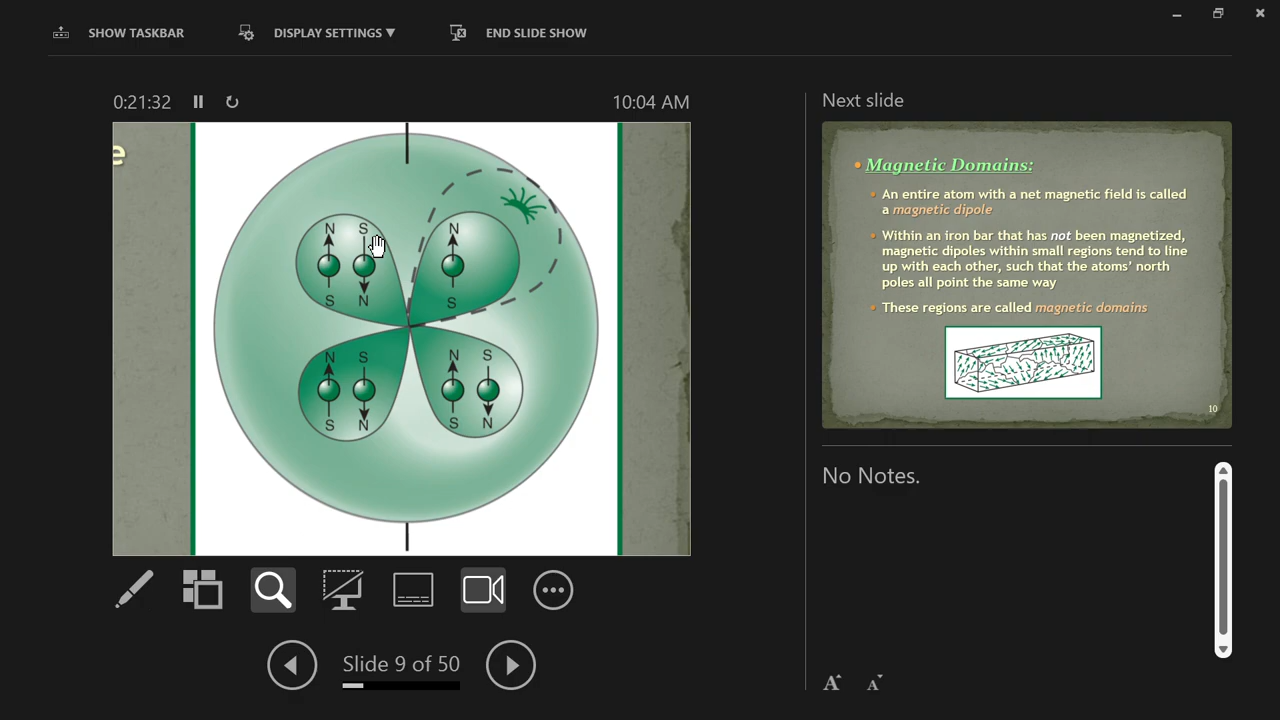 SHOW TASKBAR
DISPLAY SETTINGS ▼
END SLIDE SHOW
0:21:32
10:04 AM
Next slide
e
N S
S N
N
S
N S
S N
N S
S N
• Magnetic Domains:
• An entire atom with a net magnetic field is called
a magnetic dipole
• Within an iron bar that has not been magnetized,
magnetic dipoles within small regions tend to line
up with each other, such that the atoms' north
poles all point the same way
• These regions are called magnetic domains
10
No Notes.
Slide 9 of 50
A A